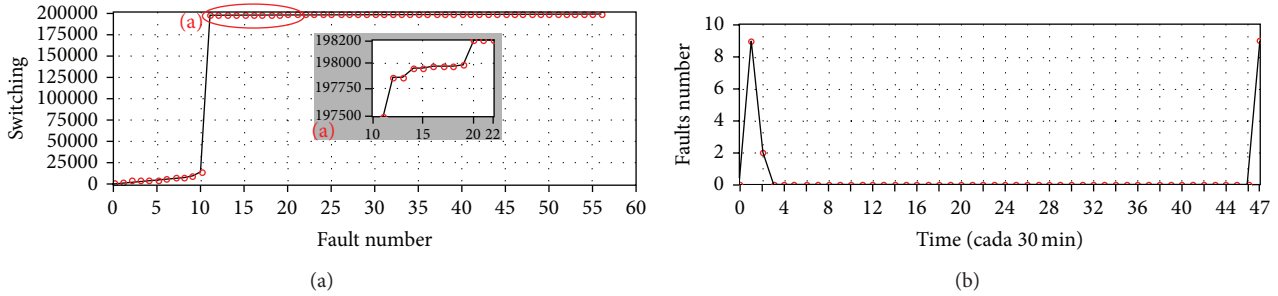 200000
175000
150000
125000
100000
75000
50000
25000
0
Switching
0 5 10 15 20 25 30 35 40 45 50 55 60
Fault number
(a)
198200
198000
197750
197500
10 15 20 22
(a)
(a)
10
8
6
4
2
0
Faults number
0 4 8 12 16 20 24 28 32 36 40 44 47
Time (cada 30 min)
(b)